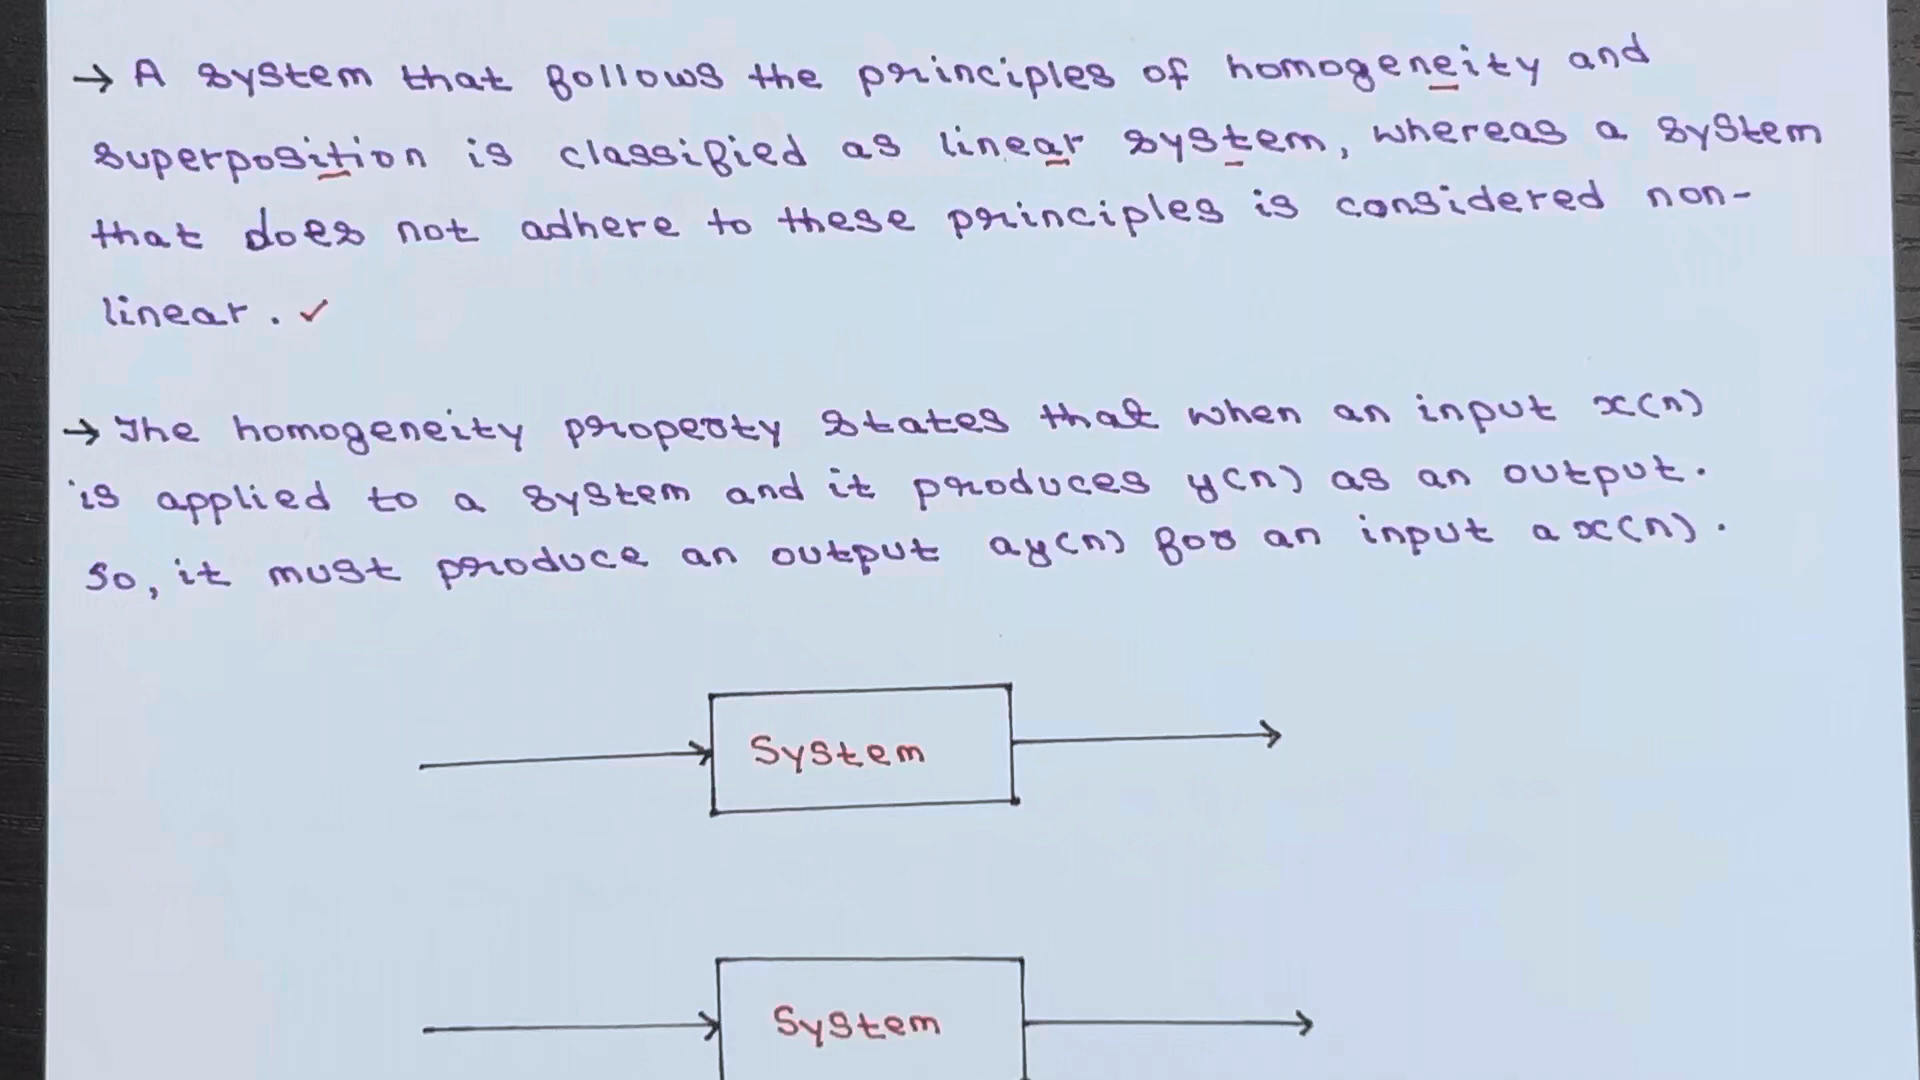 → A system that follows the principles of homogeneity and
superposition is classified as linear system, whereas a system
that does not adhere to these principles is considered non-
linear. ✓
→ The homogeneity property states that when an input x(n)
is applied to a system and it produces y(n) as an output.
So, it must produce an output ay(n) for an input ax(n).
System
System